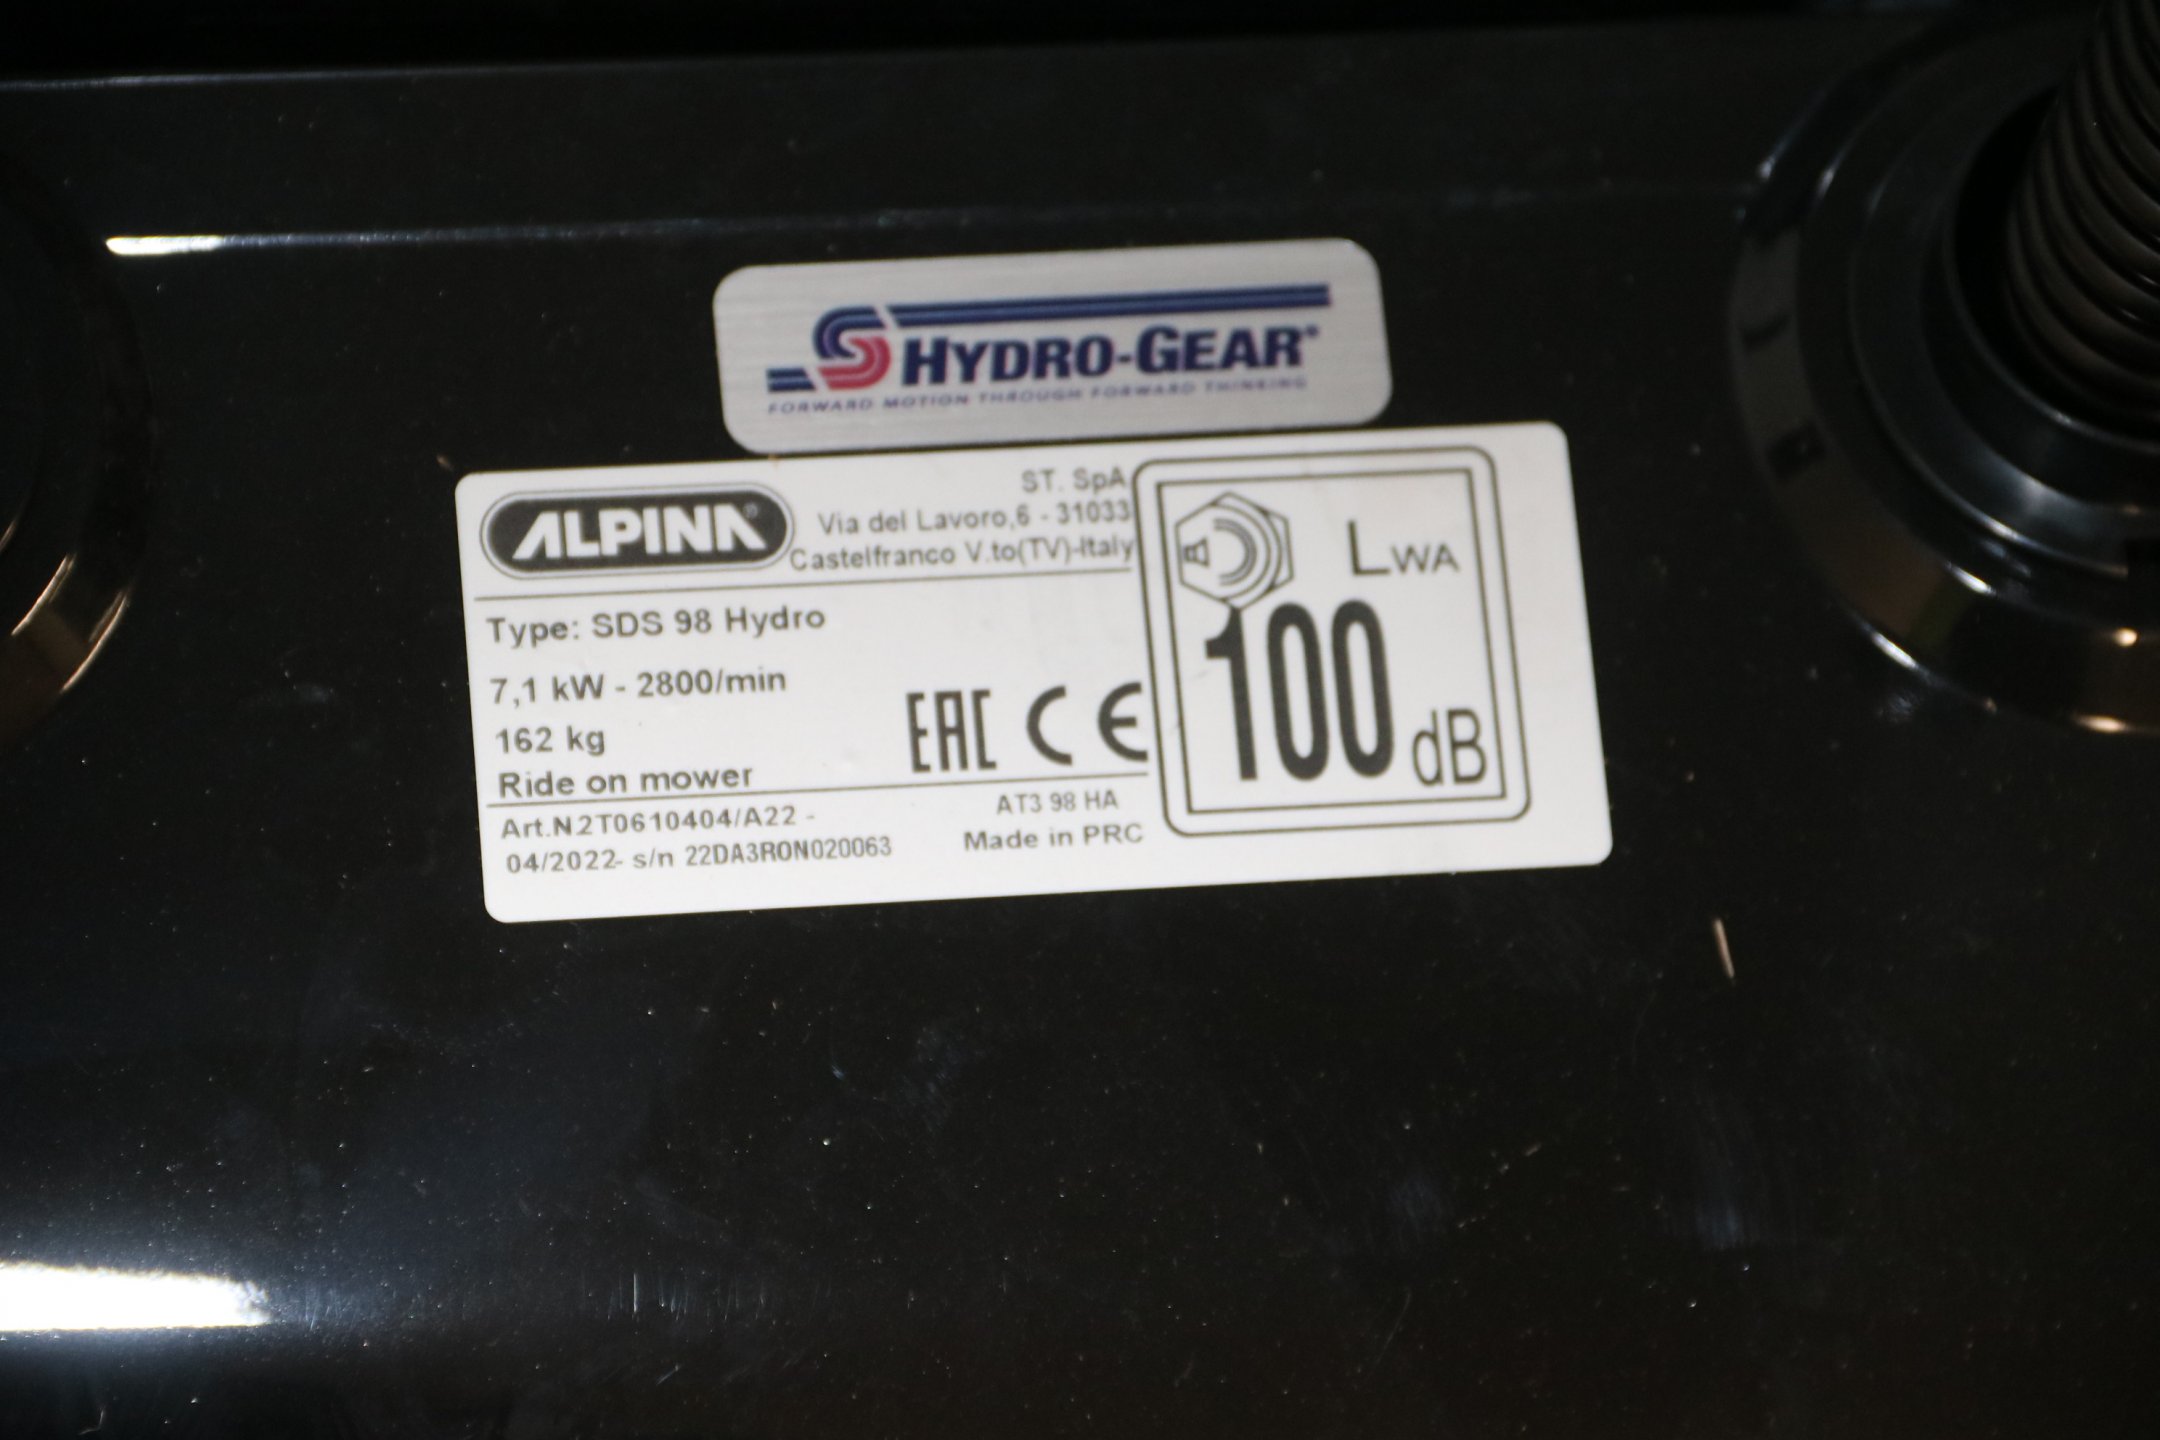 HYDRO-GEAR®
FORWARD MOTION THROUGH FORWARD THINKING
ALPINA®
ST. SpA
Via del Lavoro,6 - 31033
Castelfranco V.to(TV)-Italy
Type: SDS 98 Hydro
7,1 kW - 2800/min
162 kg
Ride on mower
EAC CE
Art.N.2T0610404/A22 -
04/2022- s/n 22DA3RON020063
AT3 98 HA
Made in PRC
LWA
100 dB